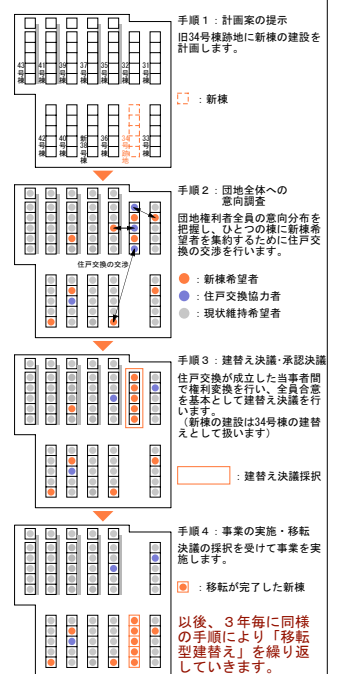 手順１：計画案の提示
旧34号棟跡地に新棟の建設を
計画します。
：新棟
43号棟
41号棟
39号棟
37号棟
35号棟
32号棟
31号棟
42号棟
40号棟
新38号棟
36号棟
34号棟跡地
33号棟
手順２：団地全体への
意向調査
団地権利者全員の意向分布を
把握し、ひとつの棟に新棟希
望者を集約するために住戸交
換の交渉を行います。
住戸交換の交渉
：新棟希望者
：住戸交換協力者
：現状維持希望者
手順３：建替え決議・承認決議
住戸交換が成立した当事者間
で権利変換を行い、全員合意
を基本として建替え決議を行
います。
（新棟の建設は34号棟の建替
えとして扱います）
：建替え決議採択
手順４：事業の実施・移転
決議の採択を受けて事業を実
施します。
：移転が完了した新棟
以後、３年毎に同様
の手順により「移転
型建替え」を繰り返
していきます。